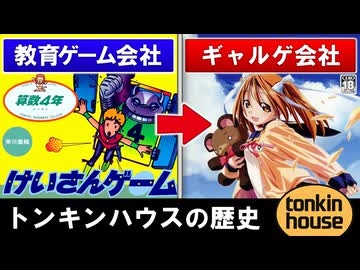 教育ゲーム会社
ギャルゲ会社
算数4年
東京書籍
4
けいさんゲーム
18
トンキンハウスの歴史
tonkin
house